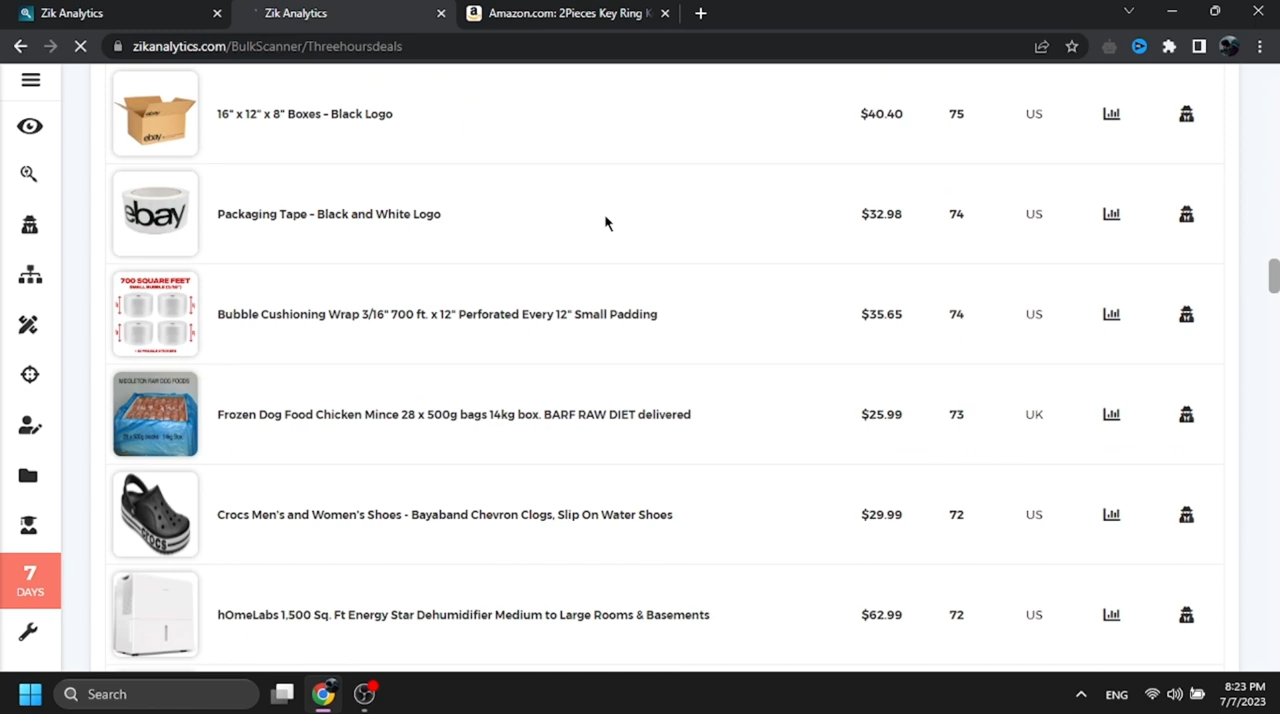 Zik Analytics
Zik Analytics
Amazon.com: 2Pieces Key Ring K
zikanalytics.com/BulkScanner/Threehoursdeals
ebay
16" x 12" x 8" Boxes – Black Logo
$40.40
75
US
ebay
Packaging Tape – Black and White Logo
$32.98
74
US
700 SQUARE FEET
Bubble Cushioning Wrap 3/16" 700 ft. x 12" Perforated Every 12" Small Padding
$35.65
74
US
MIDDLETON RAW DOG FOODS
Frozen Dog Food Chicken Mince 28 x 500g bags 14kg box. BARF RAW DIET delivered
$25.99
73
UK
CROCS
Crocs Men's and Women's Shoes - Bayaband Chevron Clogs, Slip On Water Shoes
$29.99
72
US
hOmeLabs 1,500 Sq. Ft Energy Star Dehumidifier Medium to Large Rooms & Basements
$62.99
72
US
7
DAYS
Search
ENG
8:23 PM
7/7/2023